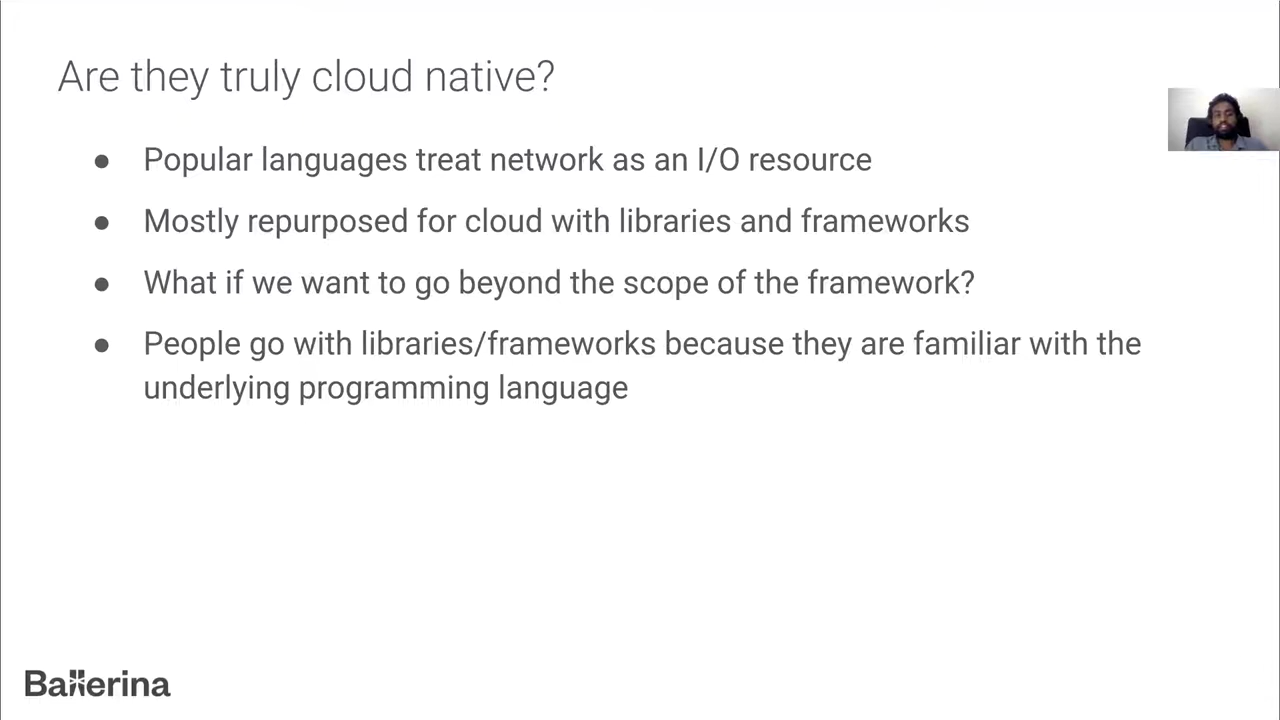 Are they truly cloud native?
● Popular languages treat network as an I/O resource
● Mostly repurposed for cloud with libraries and frameworks
● What if we want to go beyond the scope of the framework?
● People go with libraries/frameworks because they are familiar with the
underlying programming language
Ballerina